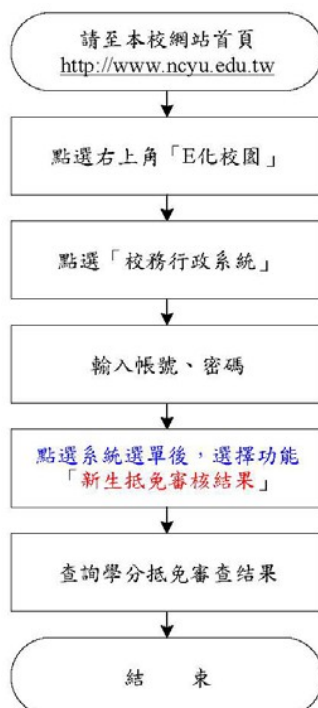 請至本校網站首頁
http://www.ncyu.edu.tw
點選右上角「E化校園」
點選「校務行政系統」
輸入帳號、密碼
點選系統選單後，選擇功能
「新生抵免審核結果」
查詢學分抵免審查结果
結　束